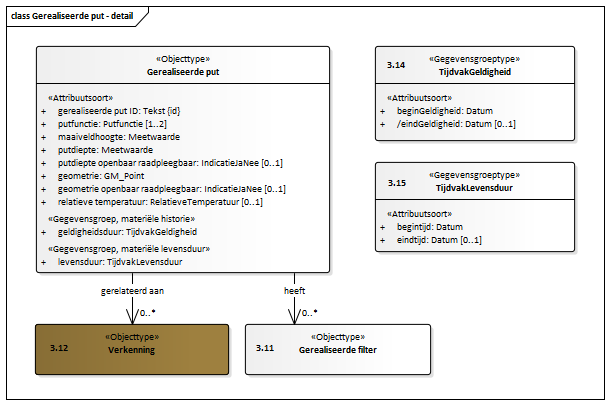 class Gerealiseerde put - detail
«Objecttype»
Gerealiseerde put
«Attribuutsoort»
+ gerealiseerde put ID: Tekst {id}
+ putfunctie: Putfunctie [1..2]
+ maaiveldhoogte: Meetwaarde
+ putdiepte: Meetwaarde
+ putdiepte openbaar raadpleegbaar: IndicatieJaNee [0..1]
+ geometrie: GM_Point
+ geometrie openbaar raadpleegbaar: IndicatieJaNee [0..1]
+ relatieve temperatuur: RelatieveTemperatuur [0..1]
«Gegevensgroep, materiële historie»
+ geldigheidsduur: TijdvakGeldigheid
«Gegevensgroep, materiële levensduur»
+ levensduur: TijdvakLevensduur
3.14
«Gegevensgroeptype»
TijdvakGeldigheid
«Attribuutsoort»
+ beginGeldigheid: Datum
+ /eindGeldigheid: Datum [0..1]
3.15
«Gegevensgroeptype»
TijdvakLevensduur
«Attribuutsoort»
+ begintijd: Datum
+ eindtijd: Datum [0..1]
gerelateerd aan
0..*
heeft
0..*
«Objecttype»
3.12
Verkenning
«Objecttype»
3.11
Gerealiseerde filter